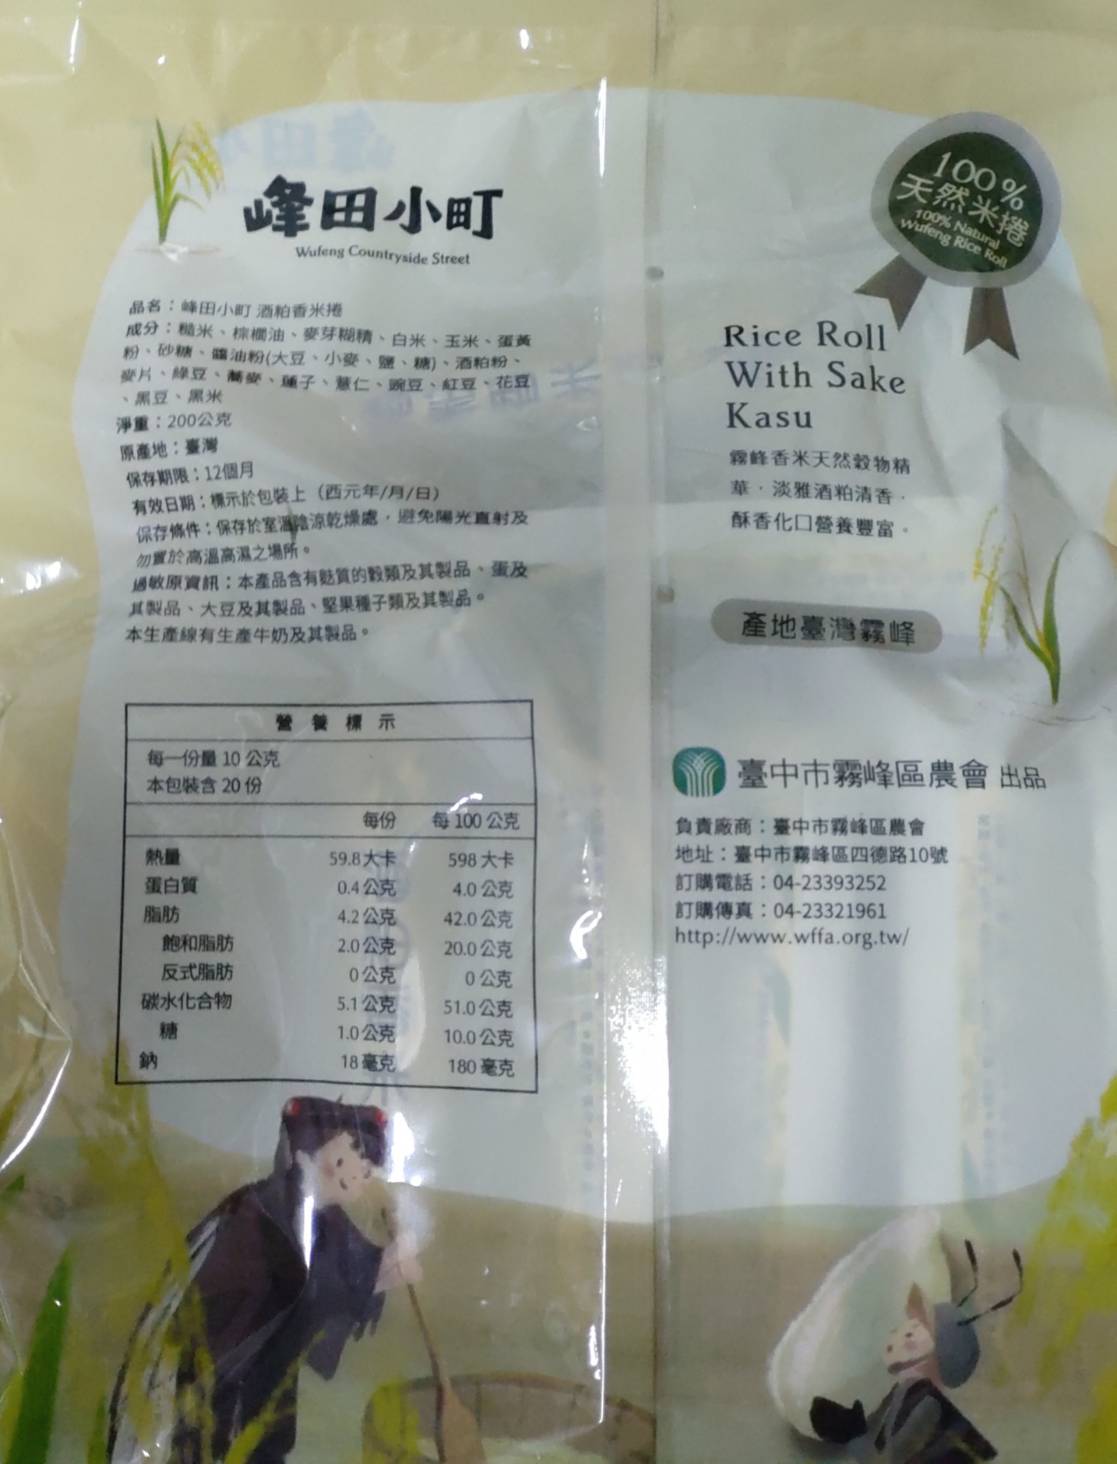 峰田小町
Wufeng Countryside Street
品名：峰田小町 酒粕香米捲
成分：糙米、棕櫚油、麥芽糊精、白米、玉米、蛋黃
粉、砂糖、醬油粉(大豆、小麥、鹽、糖)、酒粕粉、
麥片、綠豆、蕎麥、蓮子、薏仁、豌豆、紅豆、花豆
、黑豆、黑米
淨重：200公克
原產地：臺灣
保存期限：12個月
有效日期：標示於包裝上（西元年/月/日）
保存條件：保存於室溫陰涼乾燥處，避免陽光直射及
勿置於高溫高濕之場所。
過敏原資訊：本產品含有麩質的穀類及其製品、蛋及
其製品、大豆及其製品、堅果種子類及其製品。
本生產線有生產牛奶及其製品。
營養標示
每一份量 10 公克
本包裝含 20 份
每份 每 100 公克
熱量 59.8大卡 598 大卡
蛋白質 0.4公克 4.0 公克
脂肪 4.2公克 42.0公克
飽和脂肪 2.0公克 20.0公克
反式脂肪 0公克 0公克
碳水化合物 5.1公克 51.0公克
糖 1.0公克 10.0公克
鈉 18毫克 180毫克
100%
天然米捲
100% Natural
Wufeng Rice Roll
Rice Roll
With Sake
Kasu
霧峰香米天然穀物精
華，淡雅酒粕清香，
酥香化口營養豐富。
產地臺灣霧峰
臺中市霧峰區農會 出品
負責廠商：臺中市霧峰區農會
地址：臺中市霧峰區四德路10號
訂購電話：04-23393252
訂購傳真：04-23321961
http://www.wffa.org.tw/